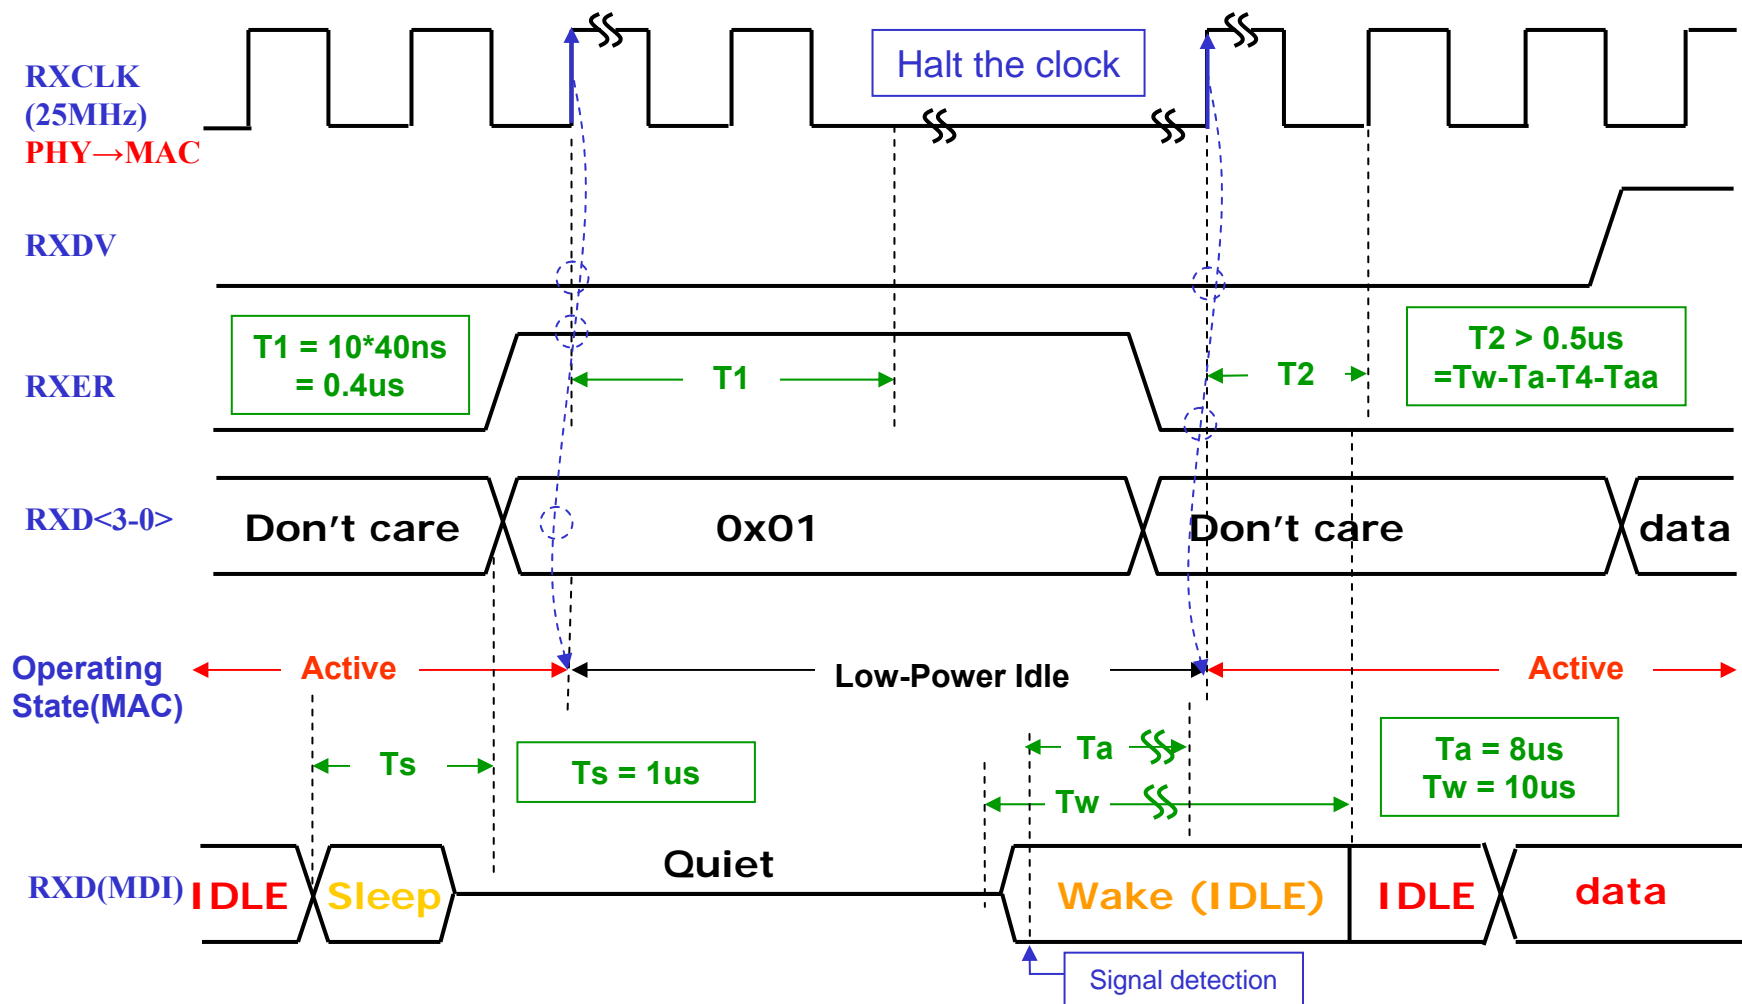 RXCLK
(25MHz)
PHY→MAC
Halt the clock
RXDV
T1 = 10*40ns
= 0.4us
RXER
T1
T2
T2 > 0.5us
=Tw-Ta-T4-Taa
RXD<3-0>
Don't care
0x01
Don't care
data
Operating
State(MAC)
Active
Low-Power Idle
Active
Ts
Ts = 1us
Ta
Tw
Ta = 8us
Tw = 10us
RXD(MDI)
IDLE
Sleep
Quiet
Wake (IDLE)
IDLE
data
Signal detection